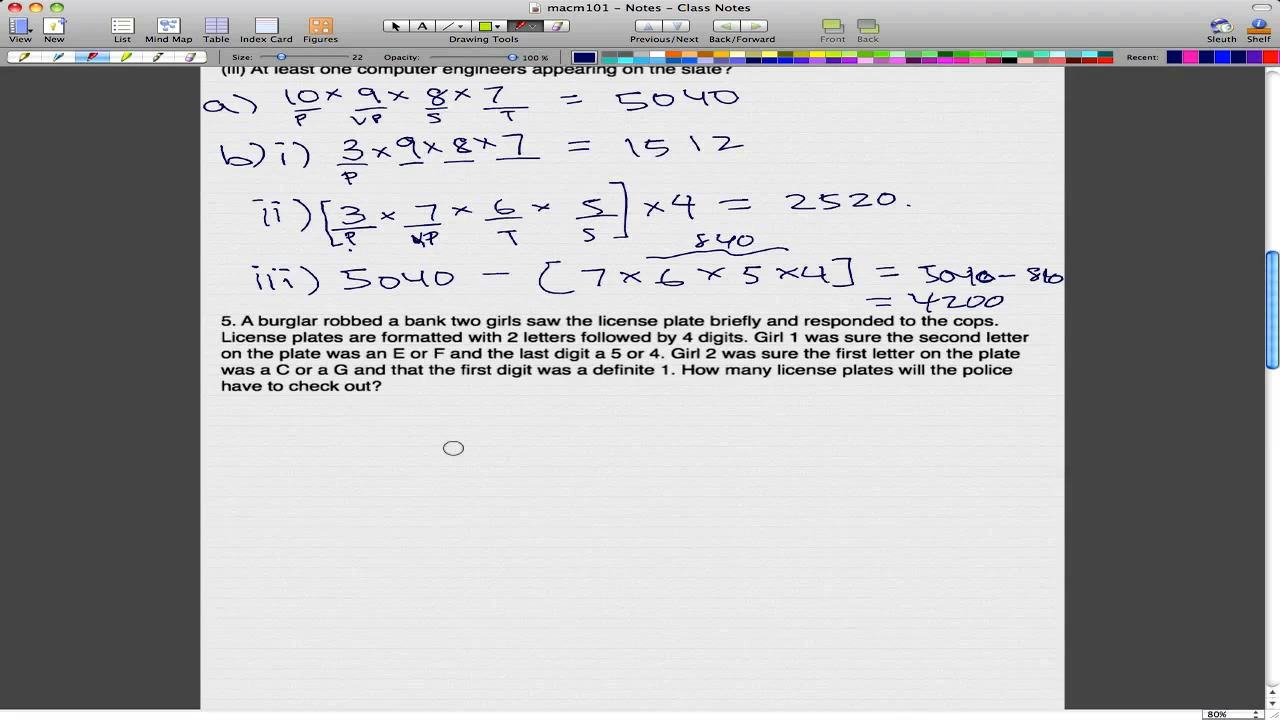 macm101 - Notes - Class Notes
View New List Mind Map Table Index Card Figures Drawing Tools Previous/Next Back/Forward Sleuth Shelf
Size: 22 Opacity: 100 % Recent:
(iii) At least one computer engineers appearing on the slate?
a) 10 × 9 × 8 × 7 = 5040
P VP S T
b) i) 3 × 9 × 8 × 7 = 1512
P
ii) [3 × 7 × 6 × 5] × 4 = 2520.
P VP T S
840
iii) 5040 - [7 × 6 × 5 × 4] = 5040 - 840
= 4200
5. A burglar robbed a bank two girls saw the license plate briefly and responded to the cops.
License plates are formatted with 2 letters followed by 4 digits. Girl 1 was sure the second letter
on the plate was an E or F and the last digit a 5 or 4. Girl 2 was sure the first letter on the plate
was a C or a G and that the first digit was a definite 1. How many license plates will the police
have to check out?
80%